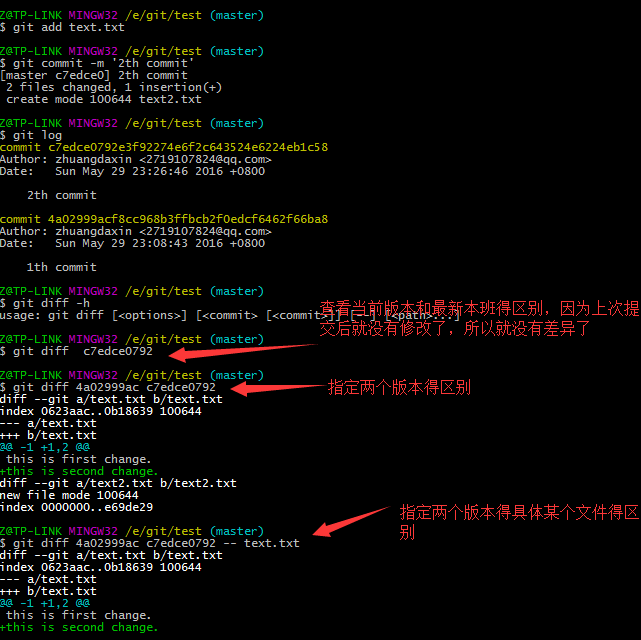 Z@TP-LINK MINGW32 /e/git/test (master)
$ git add text.txt
Z@TP-LINK MINGW32 /e/git/test (master)
$ git commit -m '2th commit'
[master c7edce0] 2th commit
 2 files changed, 1 insertion(+)
 create mode 100644 text2.txt
Z@TP-LINK MINGW32 /e/git/test (master)
$ git log
commit c7edce0792e3f92274e6f2c643524e6224eb1c58
Author: zhuangdaxin <2719107824@qq.com>
Date:   Sun May 29 23:26:46 2016 +0800
    2th commit
commit 4a02999acf8cc968b3ffbcb2f0edcf6462f66ba8
Author: zhuangdaxin <2719107824@qq.com>
Date:   Sun May 29 23:08:43 2016 +0800
    1th commit
Z@TP-LINK MINGW32 /e/git/test (master)
$ git diff -h
usage: git diff [<options>] [<commit> [<commit>]] [--] [<path>...]
查看当前版本和最新本班得区别，因为上次提
交后就没有修改了，所以就没有差异了
Z@TP-LINK MINGW32 /e/git/test (master)
$ git diff  c7edce0792
Z@TP-LINK MINGW32 /e/git/test (master)
$ git diff 4a02999ac c7edce0792
指定两个版本得区别
diff --git a/text.txt b/text.txt
index 0623aac..0b18639 100644
--- a/text.txt
+++ b/text.txt
@@ -1 +1,2 @@
 this is first change.
+this is second change.
diff --git a/text2.txt b/text2.txt
new file mode 100644
index 0000000..e69de29
Z@TP-LINK MINGW32 /e/git/test (master)
$ git diff 4a02999ac c7edce0792 -- text.txt
指定两个版本得具体某个文件得区
别
diff --git a/text.txt b/text.txt
index 0623aac..0b18639 100644
--- a/text.txt
+++ b/text.txt
@@ -1 +1,2 @@
 this is first change.
+this is second change.